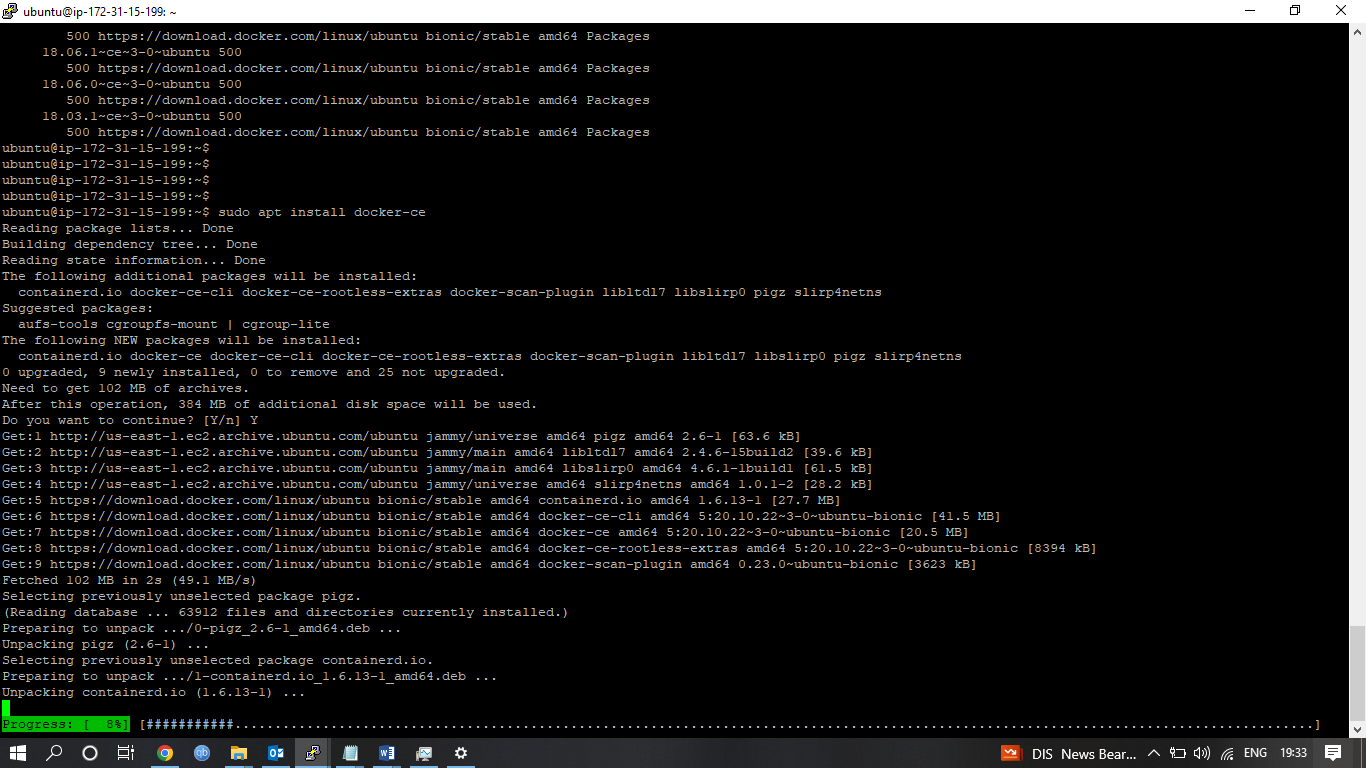 ubuntu@ip-172-31-15-199: ~
500 https://download.docker.com/linux/ubuntu bionic/stable amd64 Packages
18.06.1~ce~3-0~ubuntu 500
500 https://download.docker.com/linux/ubuntu bionic/stable amd64 Packages
18.06.0~ce~3-0~ubuntu 500
500 https://download.docker.com/linux/ubuntu bionic/stable amd64 Packages
18.03.1~ce~3-0~ubuntu 500
500 https://download.docker.com/linux/ubuntu bionic/stable amd64 Packages
ubuntu@ip-172-31-15-199:~$
ubuntu@ip-172-31-15-199:~$
ubuntu@ip-172-31-15-199:~$
ubuntu@ip-172-31-15-199:~$
ubuntu@ip-172-31-15-199:~$ sudo apt install docker-ce
Reading package lists... Done
Building dependency tree... Done
Reading state information... Done
The following additional packages will be installed:
containerd.io docker-ce-cli docker-ce-rootless-extras docker-scan-plugin libltdl7 libslirp0 pigz slirp4netns
Suggested packages:
aufs-tools cgroupfs-mount | cgroup-lite
The following NEW packages will be installed:
containerd.io docker-ce docker-ce-cli docker-ce-rootless-extras docker-scan-plugin libltdl7 libslirp0 pigz slirp4netns
0 upgraded, 9 newly installed, 0 to remove and 25 not upgraded.
Need to get 102 MB of archives.
After this operation, 384 MB of additional disk space will be used.
Do you want to continue? [Y/n] Y
Get:1 http://us-east-1.ec2.archive.ubuntu.com/ubuntu jammy/universe amd64 pigz amd64 2.6-1 [63.6 kB]
Get:2 http://us-east-1.ec2.archive.ubuntu.com/ubuntu jammy/main amd64 libltdl7 amd64 2.4.6-15build2 [39.6 kB]
Get:3 http://us-east-1.ec2.archive.ubuntu.com/ubuntu jammy/main amd64 libslirp0 amd64 4.6.1-1build1 [61.5 kB]
Get:4 http://us-east-1.ec2.archive.ubuntu.com/ubuntu jammy/universe amd64 slirp4netns amd64 1.0.1-2 [28.2 kB]
Get:5 https://download.docker.com/linux/ubuntu bionic/stable amd64 containerd.io amd64 1.6.13-1 [27.7 MB]
Get:6 https://download.docker.com/linux/ubuntu bionic/stable amd64 docker-ce-cli amd64 5:20.10.22~3-0~ubuntu-bionic [41.5 MB]
Get:7 https://download.docker.com/linux/ubuntu bionic/stable amd64 docker-ce amd64 5:20.10.22~3-0~ubuntu-bionic [20.5 MB]
Get:8 https://download.docker.com/linux/ubuntu bionic/stable amd64 docker-ce-rootless-extras amd64 5:20.10.22~3-0~ubuntu-bionic [8394 kB]
Get:9 https://download.docker.com/linux/ubuntu bionic/stable amd64 docker-scan-plugin amd64 0.23.0~ubuntu-bionic [3623 kB]
Fetched 102 MB in 2s (49.1 MB/s)
Selecting previously unselected package pigz.
(Reading database ... 63912 files and directories currently installed.)
Preparing to unpack .../0-pigz_2.6-1_amd64.deb ...
Unpacking pigz (2.6-1) ...
Selecting previously unselected package containerd.io.
Preparing to unpack .../1-containerd.io_1.6.13-1_amd64.deb ...
Unpacking containerd.io (1.6.13-1) ...
Progress: [  8%] [###########.......................................................................................................................................]
qb DIS News Bear... ENG 19:33